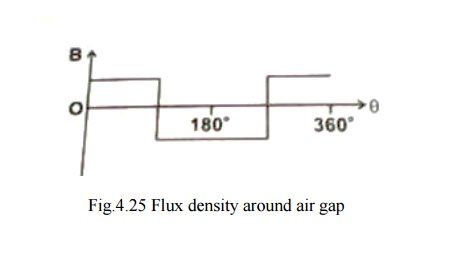 B
O
θ
180°
360°
Fig.4.25 Flux density around air gap